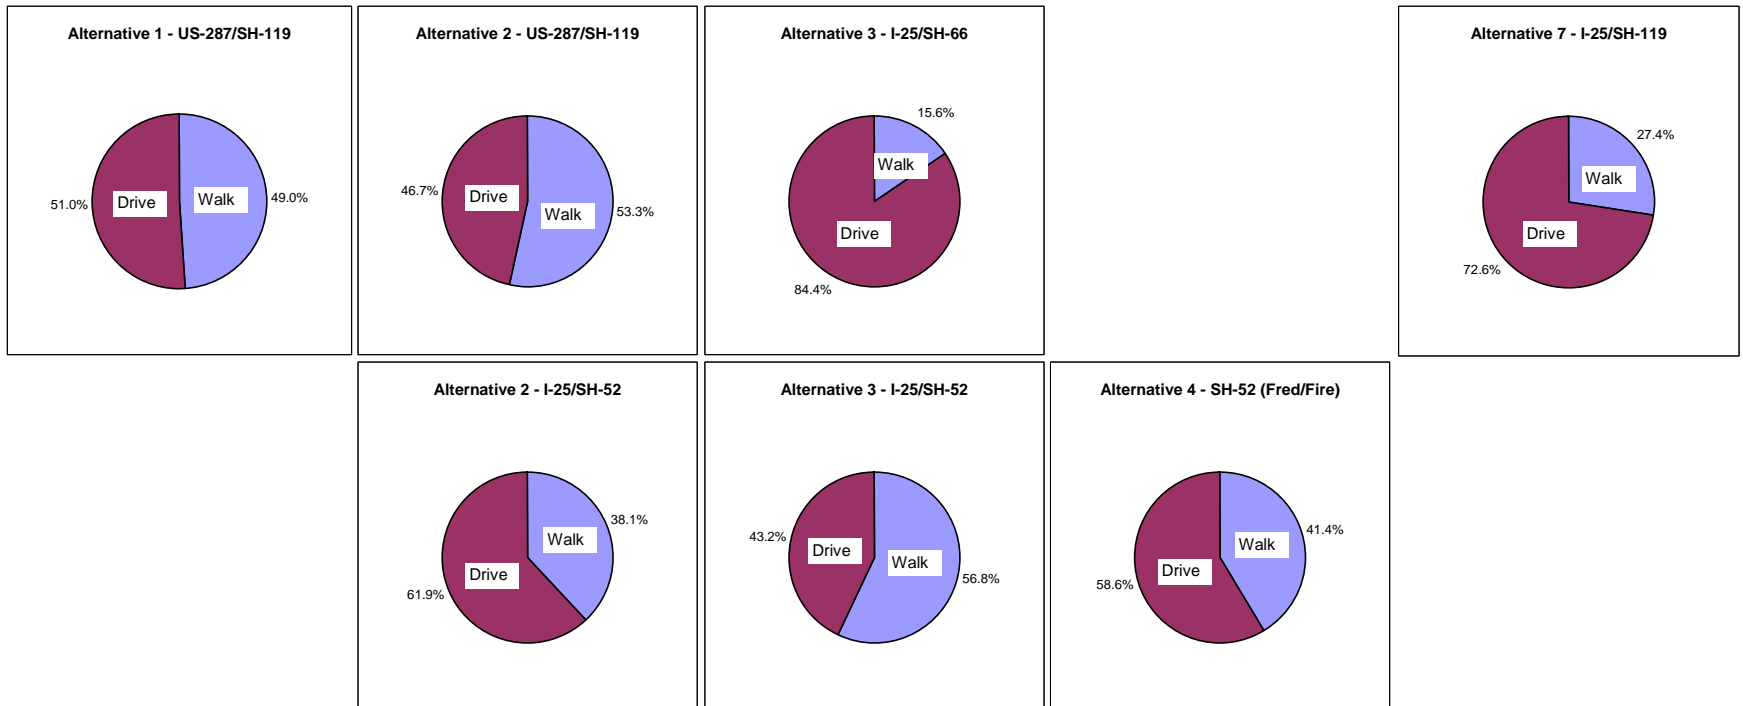 Alternative 1 - US-287/SH-119
51.0%
Drive
Walk
49.0%
Alternative 2 - US-287/SH-119
46.7%
Drive
Walk
53.3%
Alternative 3 - I-25/SH-66
15.6%
Walk
Drive
84.4%
Alternative 7 - I-25/SH-119
27.4%
Walk
Drive
72.6%
Alternative 2 - I-25/SH-52
38.1%
Walk
Drive
61.9%
Alternative 3 - I-25/SH-52
43.2%
Drive
Walk
56.8%
Alternative 4 - SH-52 (Fred/Fire)
41.4%
Walk
Drive
58.6%